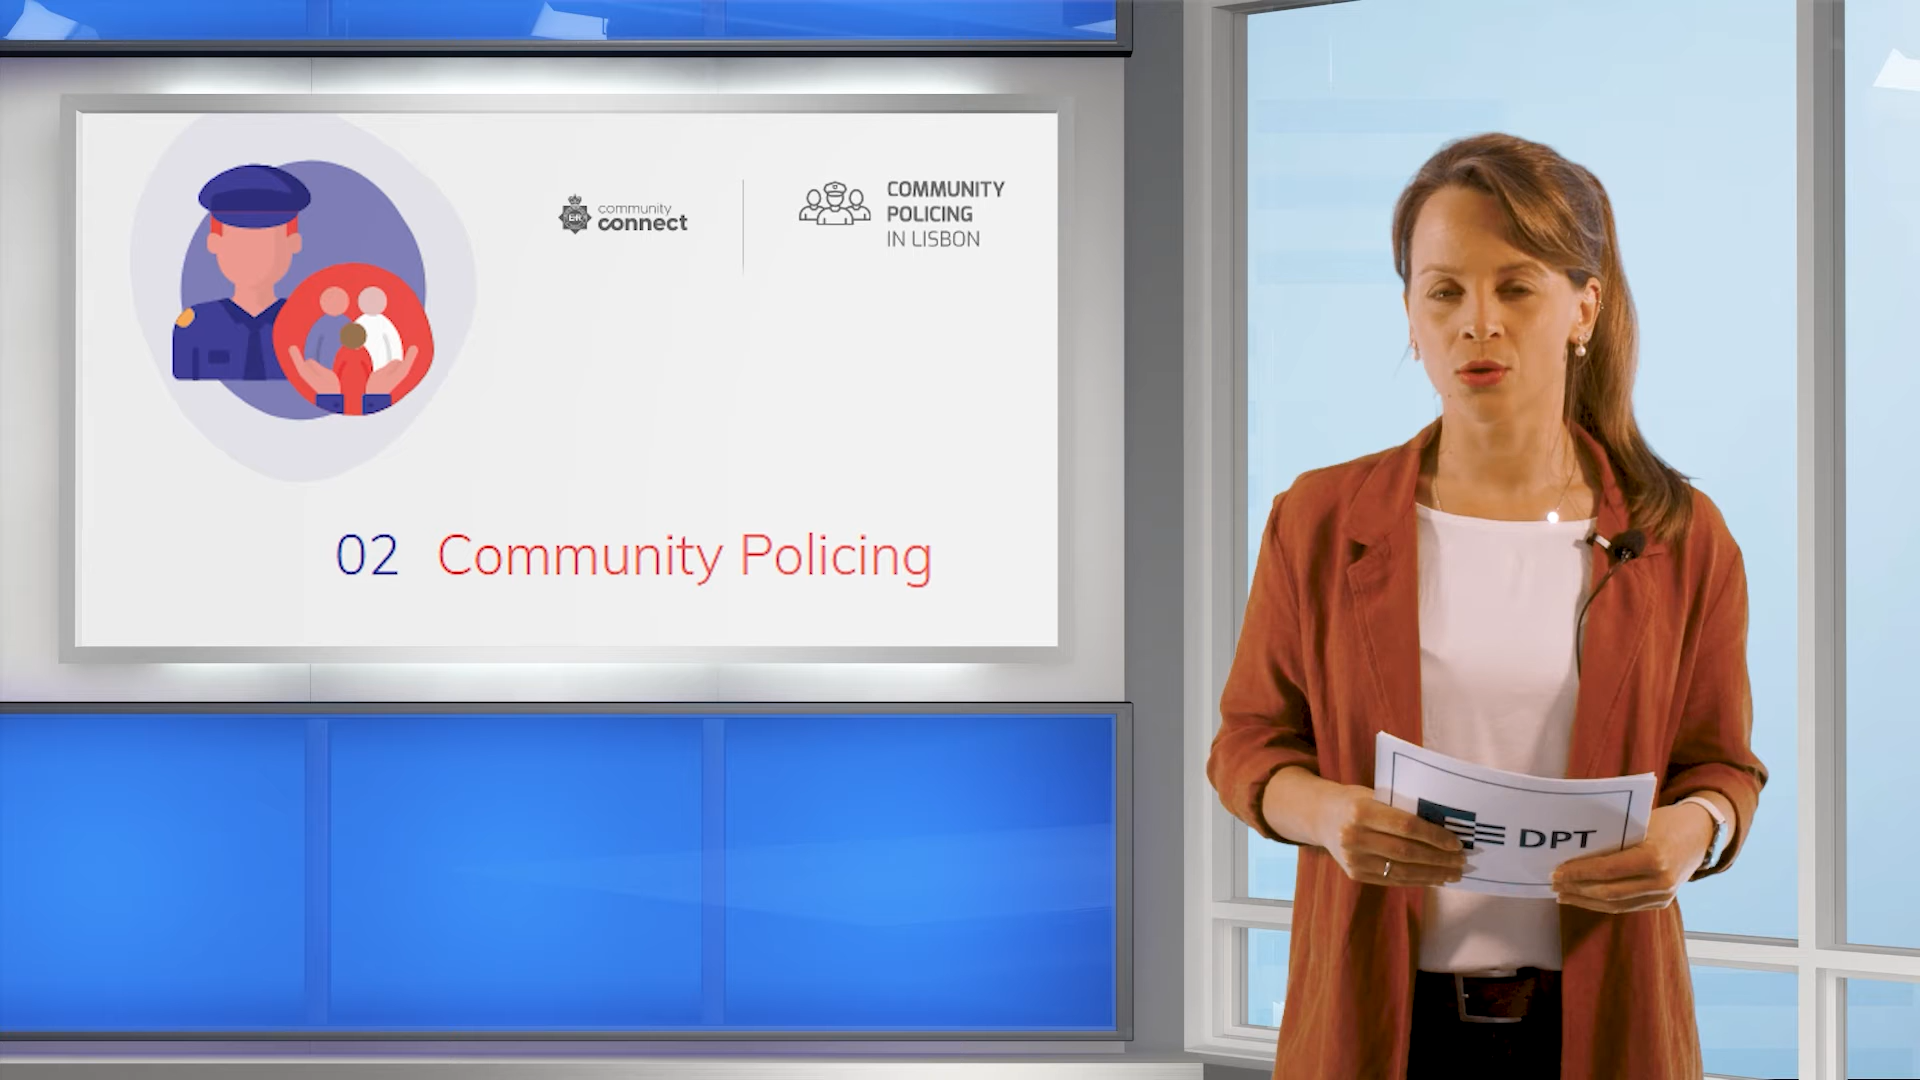 community
connect
COMMUNITY
POLICING
IN LISBON
02 Community Policing
DPT